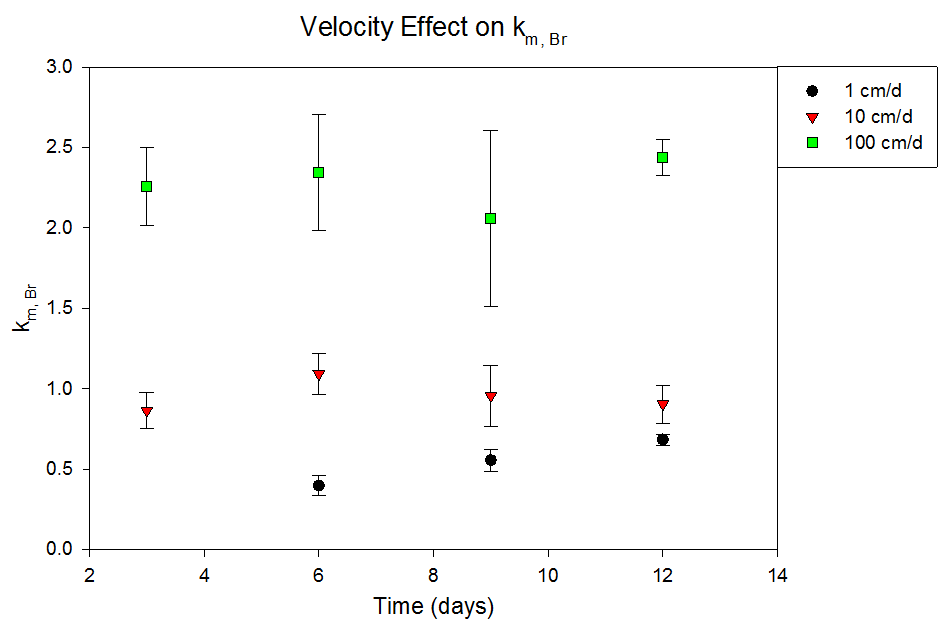 Velocity Effect on km, Br
3.0
2.5
2.0
1.5
1.0
0.5
0.0
km, Br
2 4 6 8 10 12 14
Time (days)
1 cm/d
10 cm/d
100 cm/d